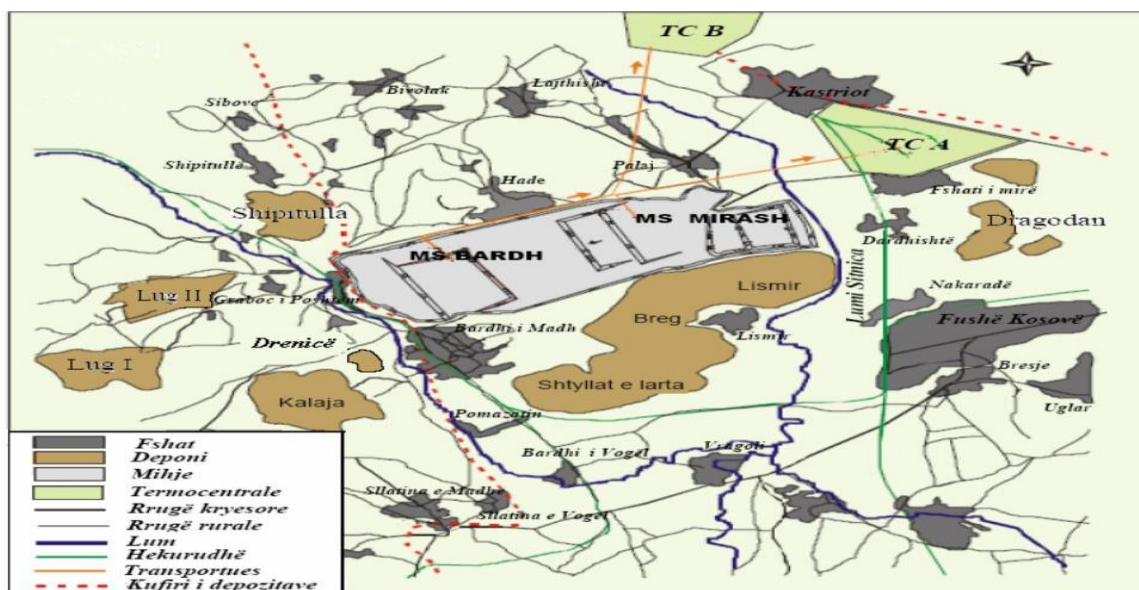 TC B
Lajthisht
Bivolak
Kastriot
Sibovc
TC A
Shipitullë
Palaj
Hade
Fshati i mirë
Shipitulla
MS MIRASH
Dragodan
Dardhishtë
MS BARDH
Lumi Sitnica
Lug II
Graboc i Poshtëm
Lismir
Nakaradë
Bardhi i Madh
Breg
Fushë Kosovë
Lismir
Drenicë
Lug I
Bresje
Shtyllat e larta
Uglar
Kalaja
Pomazatin
Vragoli
Bardhi i Vogël
Sllatina e Madhe
Sllatina e Vogël
Fshat
Deponi
Mihje
Termocentrale
Rrugë kryesore
Rrugë rurale
Lum
Hekurudhë
Transportues
Kufiri i depozitave